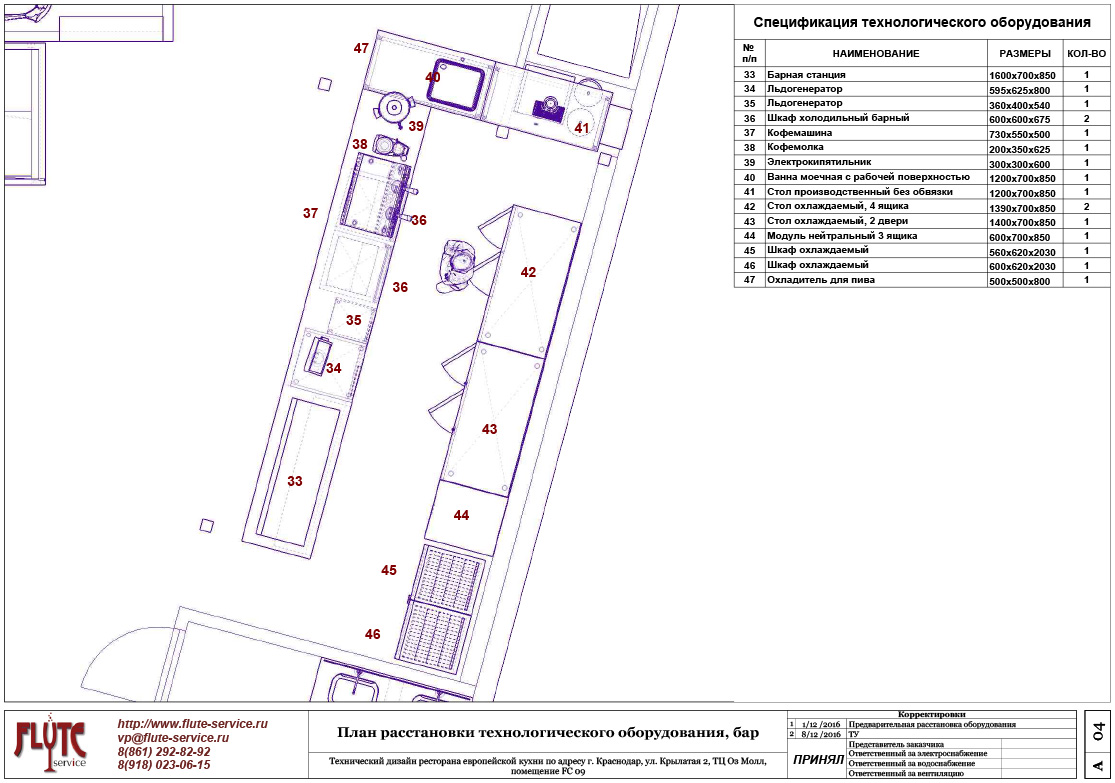 Спецификация технологического оборудования
№ п/п НАИМЕНОВАНИЕ РАЗМЕРЫ КОЛ-ВО
33 Барная станция 1600x700x850 1
34 Льдогенератор 595x625x800 1
35 Льдогенератор 360x400x540 1
36 Шкаф холодильный барный 600x600x675 2
37 Кофемашина 730x550x500 1
38 Кофемолка 200x350x625 1
39 Электрокипятильник 300x300x600 1
40 Ванна моечная с рабочей поверхностью 1200x700x850 1
41 Стол производственный без обвязки 1200x700x850 1
42 Стол охлаждаемый, 4 ящика 1390x700x850 2
43 Стол охлаждаемый, 2 двери 1400x700x850 1
44 Модуль нейтральный 3 ящика 600x700x850 1
45 Шкаф охлаждаемый 560x620x2030 1
46 Шкаф охлаждаемый 600x620x2030 1
47 Охладитель для пива 500x500x800 1
47
40
39
41
38
37
36
42
36
35
34
43
33
44
45
46
FLUTE
service
http://www.flute-service.ru
vp@flute-service.ru
8(861) 292-82-92
8(918) 023-06-15
План расстановки технологического оборудования, бар
Технический дизайн ресторана европейской кухни по адресу г. Краснодар, ул. Крылатая 2, ТЦ Оз Молл,
помещение FC 09
Корректировки
1 1/12 /2016 Предварительная расстановка оборудования
2 8/12 /2016 ТУ
ПРИНЯЛ
Представитель заказчика
Ответственный за электроснабжение
Ответственный за водоснабжение
Ответственный за вентиляцию
04
А